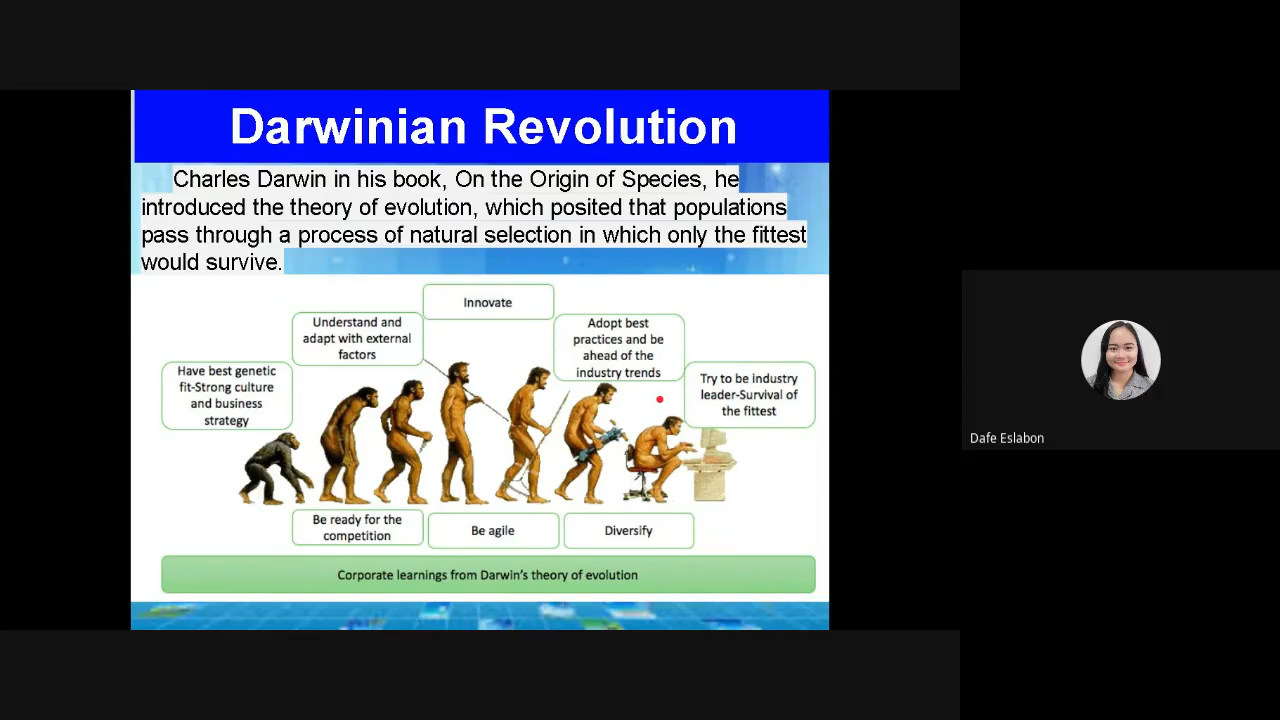 Darwinian Revolution
Charles Darwin in his book, On the Origin of Species, he
introduced the theory of evolution, which posited that populations
pass through a process of natural selection in which only the fittest
would survive.
Innovate
Understand and
adapt with external
factors
Adopt best
practices and be
ahead of the
industry trends
Have best genetic
fit-Strong culture
and business
strategy
Try to be industry
leader-Survival of
the fittest
Be ready for the
competition
Be agile
Diversify
Corporate learnings from Darwin's theory of evolution
Dafe Eslabon